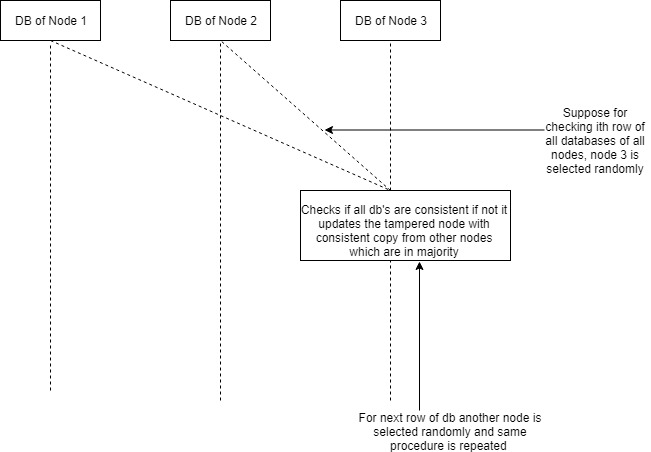 DB of Node 1
DB of Node 2
DB of Node 3
Suppose for
checking ith row of
all databases of all
nodes, node 3 is
selected randomly
Checks if all db's are consistent if not it
updates the tampered node with
consistent copy from other nodes
which are in majority
For next row of db another node is
selected randomly and same
procedure is repeated